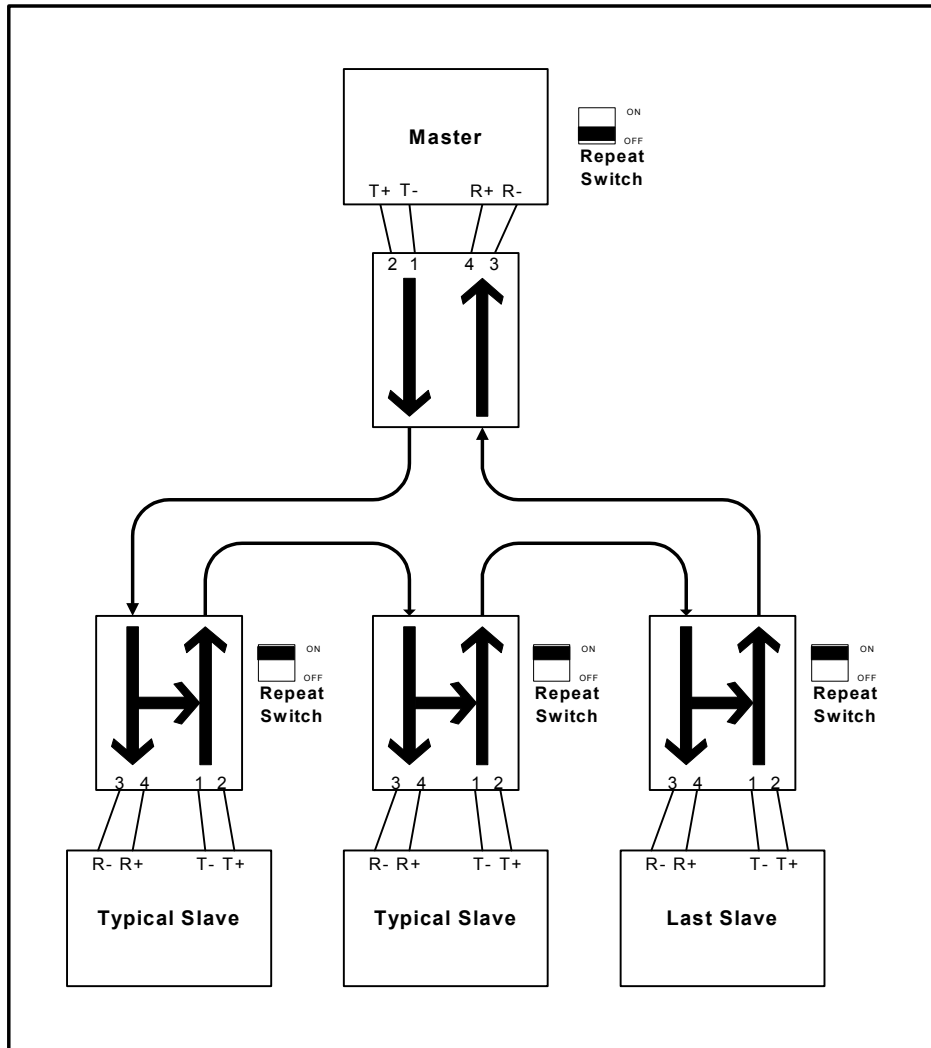 Master
ON
OFF
Repeat
Switch
T+ T- R+ R-
2 1 4 3
ON
OFF
Repeat
Switch
ON
OFF
Repeat
Switch
ON
OFF
Repeat
Switch
3 4 1 2
3 4 1 2
3 4 1 2
R- R+ T- T+
R- R+ T- T+
R- R+ T- T+
Typical Slave
Typical Slave
Last Slave